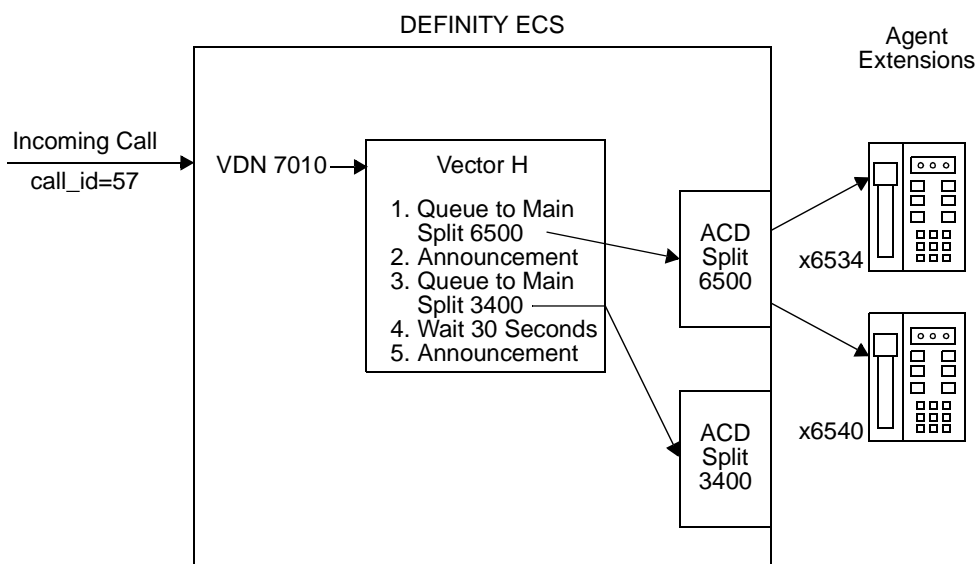 DEFINITY ECS
Agent
Extensions
Incoming Call
call_id=57
VDN 7010
Vector H
1. Queue to Main
Split 6500
2. Announcement
3. Queue to Main
Split 3400
4. Wait 30 Seconds
5. Announcement
ACD
Split
6500
x6534
x6540
ACD
Split
3400